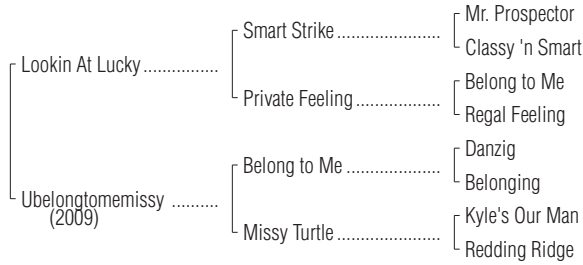 Mr. Prospector
Smart Strike ..................
Classy 'n Smart
Lookin At Lucky...............
Belong to Me
Private Feeling ..............
Regal Feeling
Danzig
Belong to Me ...................
Belonging
Ubelongtomemissy ..........
(2009)
Kyle's Our Man
Missy Turtle ..................
Redding Ridge